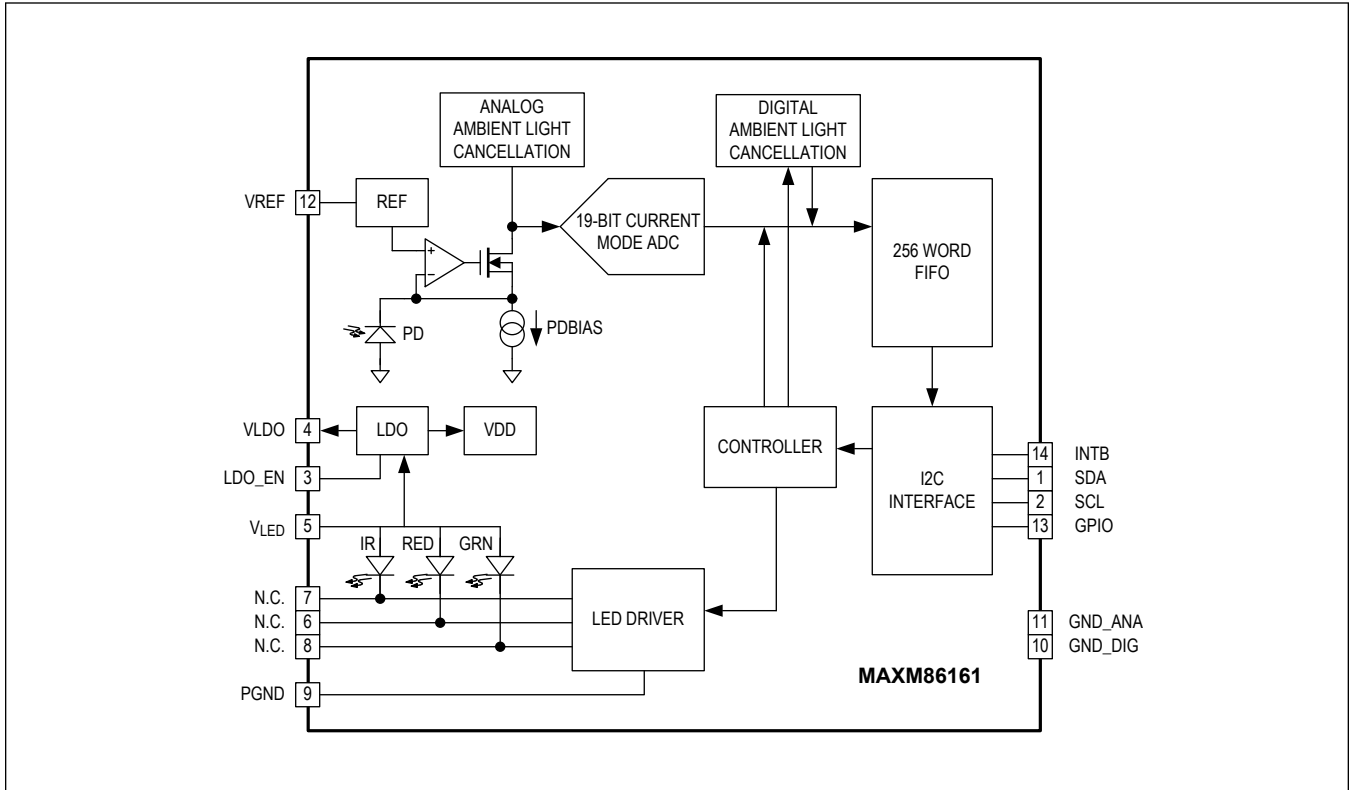 ANALOG
AMBIENT LIGHT
CANCELLATION
DIGITAL
AMBIENT LIGHT
CANCELLATION
VREF 12
REF
19-BIT CURRENT
MODE ADC
256 WORD
FIFO
+
−
PD
PDBIAS
VLDO 4
LDO
VDD
LDO_EN 3
VLED 5
IR RED GRN
CONTROLLER
I2C
INTERFACE
14 INTB
1 SDA
2 SCL
13 GPIO
N.C. 7
N.C. 6
N.C. 8
LED DRIVER
PGND 9
11 GND_ANA
10 GND_DIG
MAXM86161